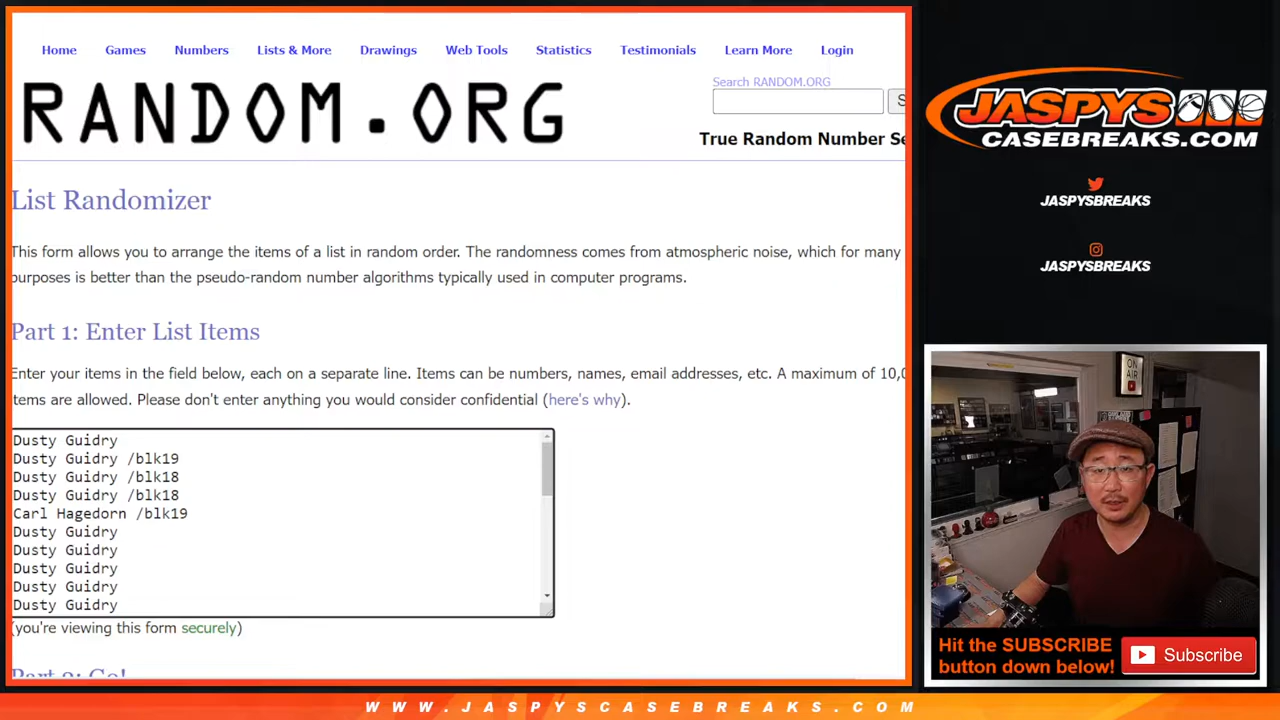 Home Games Numbers Lists & More Drawings Web Tools Statistics Testimonials Learn More Login
RANDOM.ORG
Search RANDOM.ORG
True Random Number Se
List Randomizer
This form allows you to arrange the items of a list in random order. The randomness comes from atmospheric noise, which for many
purposes is better than the pseudo-random number algorithms typically used in computer programs.
Part 1: Enter List Items
Enter your items in the field below, each on a separate line. Items can be numbers, names, email addresses, etc. A maximum of 10,0
tems are allowed. Please don't enter anything you would consider confidential (here's why).
Dusty Guidry
Dusty Guidry /blk19
Dusty Guidry /blk18
Dusty Guidry /blk18
Carl Hagedorn /blk19
Dusty Guidry
Dusty Guidry
Dusty Guidry
Dusty Guidry
Dusty Guidry
(you're viewing this form securely)
Part 2: Go!
JASPYS
CASEBREAKS.COM
JASPYSBREAKS
JASPYSBREAKS
ON
AIR
Hit the SUBSCRIBE
button down below!
Subscribe
WWW.JASPYSCASEBREAKS.COM